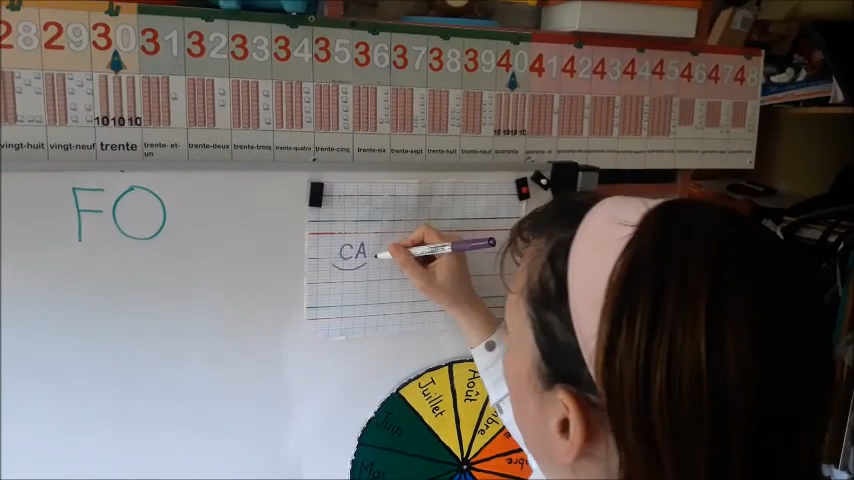 28 29 30 31 32 33 34 35 36 37 38 39 40 41 42 43 44 45 46 47 48
10 10 10 10
10 10 10 10
vingt-huit vingt-neuf trente trente-et-un trente-deux trente-trois trente-quatre trente-cinq trente-six trente-sept trente-huit trente-neuf quarante
FO
CA
Juillet
Août
Juin
Mai